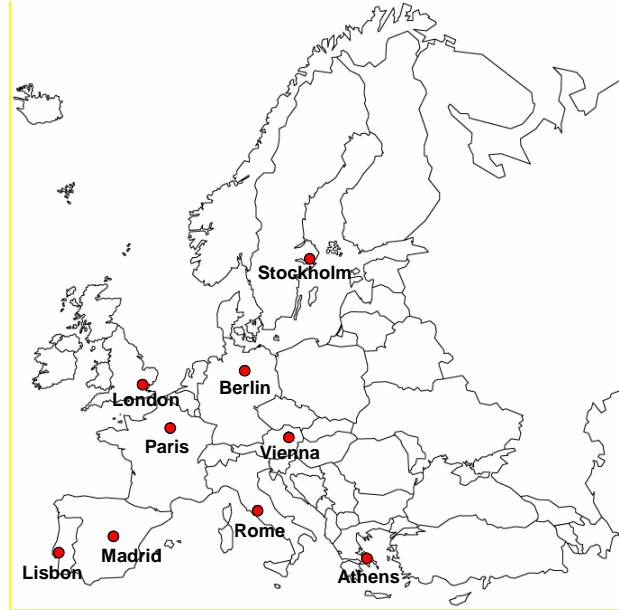 Stockholm
Berlin
London
Paris
Vienna
Rome
Madrid
Lisbon
Athens